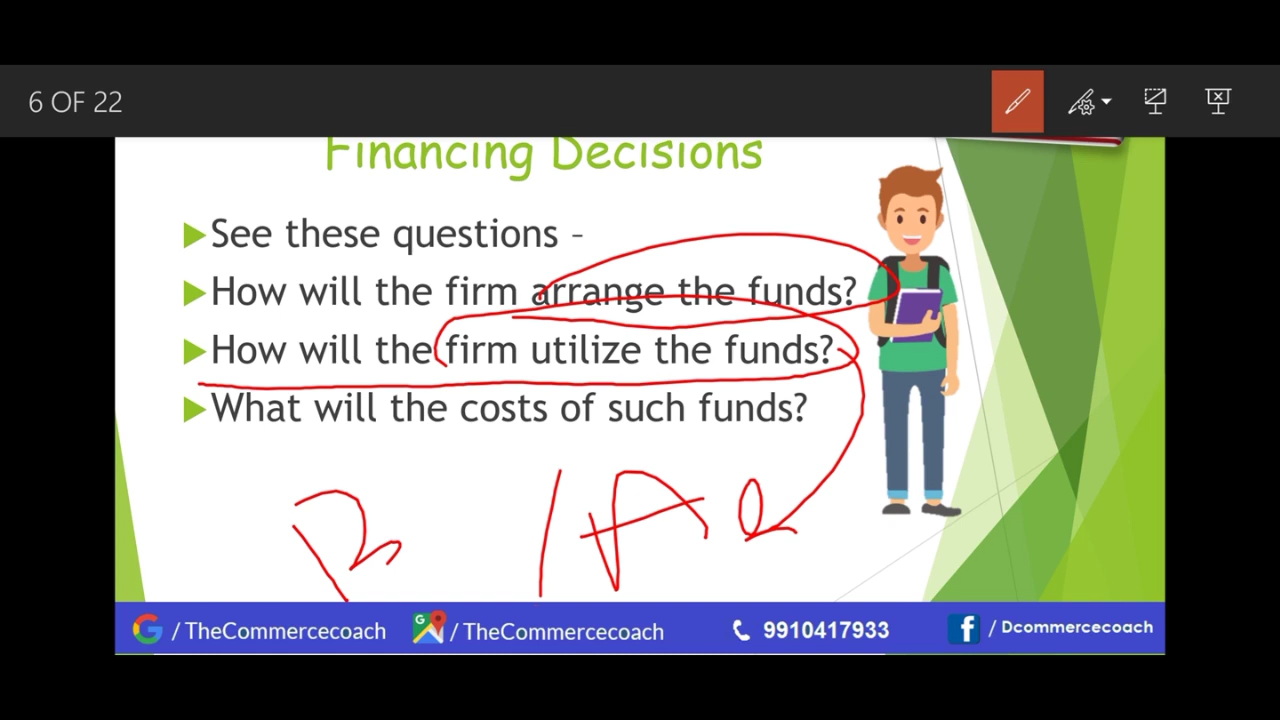 6 OF 22
Financing Decisions
See these questions –
How will the firm arrange the funds?
How will the firm utilize the funds?
What will the costs of such funds?
/ TheCommercecoach / TheCommercecoach 9910417933 f / Dcommercecoach